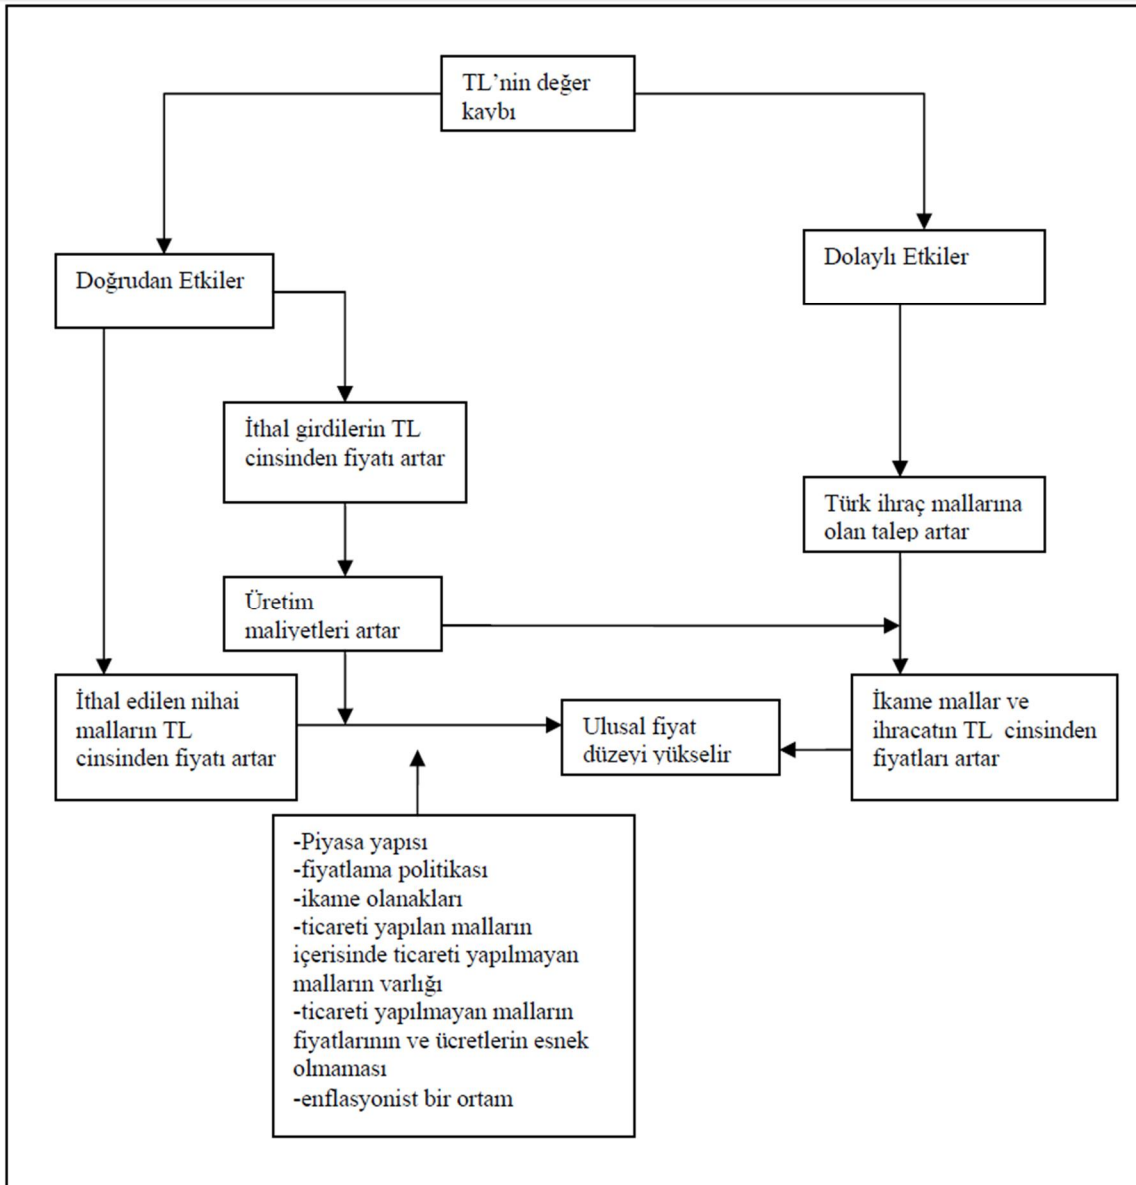 TL’nin değer
kaybı
Doğrudan Etkiler
Dolaylı Etkiler
İthal girdilerin TL
cinsinden fiyatı artar
Türk ihraç mallarına
olan talep artar
Üretim
maliyetleri artar
İthal edilen nihai
malların TL
cinsinden fiyatı artar
Ulusal fiyat
düzeyi yükselir
İkame mallar ve
ihracatın TL cinsinden
fiyatları artar
-Piyasa yapısı
-fiyatlama politikası
-ikame olanakları
-ticareti yapılan malların
içerisinde ticareti yapılmayan
malların varlığı
-ticareti yapılmayan malların
fiyatlarının ve ücretlerin esnek
olmaması
-enflasyonist bir ortam